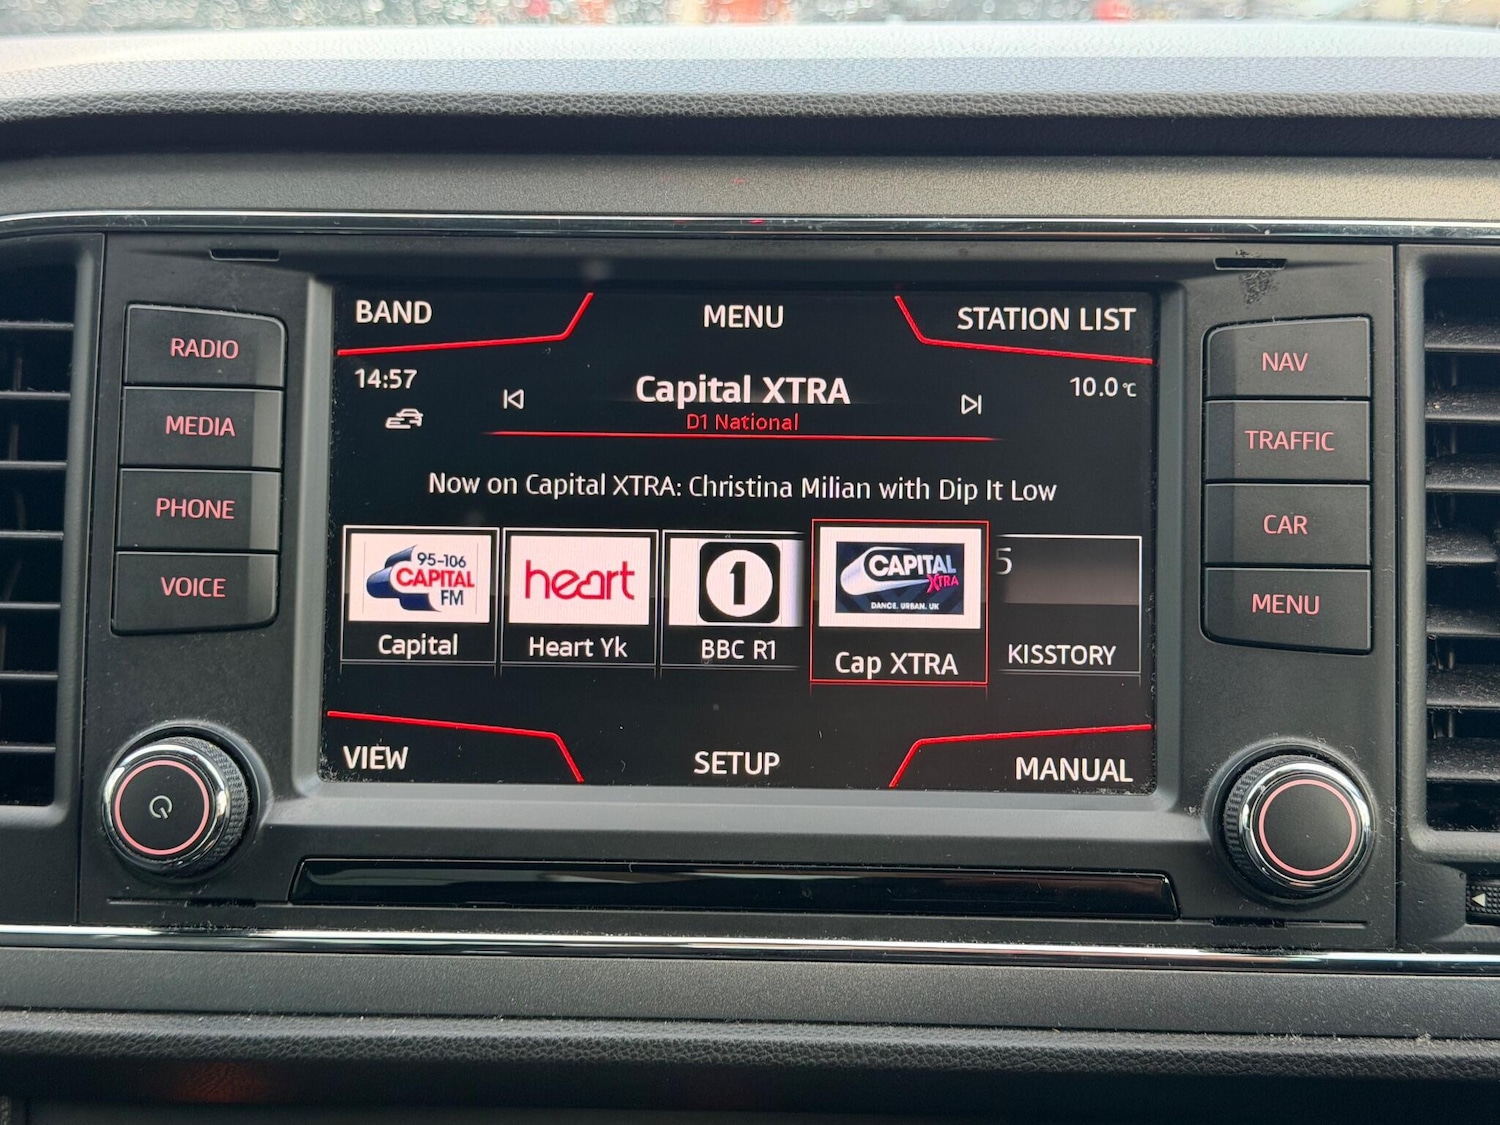 BAND
MENU
STATION LIST
14:57
Capital XTRA
10.0 °C
D1 National
Now on Capital XTRA: Christina Milian with Dip It Low
95-106
CAPITAL
FM
Capital
heart
Heart Yk
1
BBC R1
CAPITAL
XTRA
DANCE. URBAN. UK
Cap XTRA
5
KISSTORY
VIEW
SETUP
MANUAL
RADIO
MEDIA
PHONE
VOICE
NAV
TRAFFIC
CAR
MENU